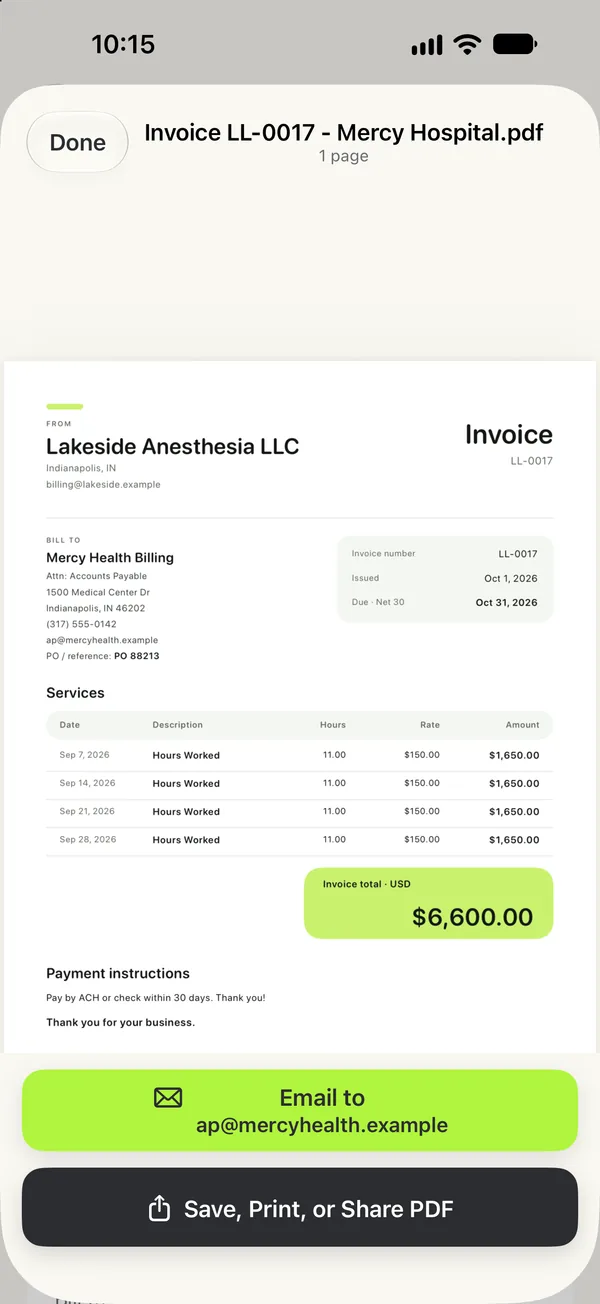 10:15
Done
Invoice LL-0017 - Mercy Hospital.pdf
1 page
FROM
Lakeside Anesthesia LLC
Indianapolis, IN
billing@lakeside.example
Invoice
LL-0017
BILL TO
Mercy Health Billing
Attn: Accounts Payable
1500 Medical Center Dr
Indianapolis, IN 46202
(317) 555-0142
ap@mercyhealth.example
PO / reference: PO 88213
Invoice number LL-0017
Issued Oct 1, 2026
Due · Net 30 Oct 31, 2026
Services
Date Description Hours Rate Amount
Sep 7, 2026 Hours Worked 11.00 $150.00 $1,650.00
Sep 14, 2026 Hours Worked 11.00 $150.00 $1,650.00
Sep 21, 2026 Hours Worked 11.00 $150.00 $1,650.00
Sep 28, 2026 Hours Worked 11.00 $150.00 $1,650.00
Invoice total · USD
$6,600.00
Payment instructions
Pay by ACH or check within 30 days. Thank you!
Thank you for your business.
Email to
ap@mercyhealth.example
Save, Print, or Share PDF